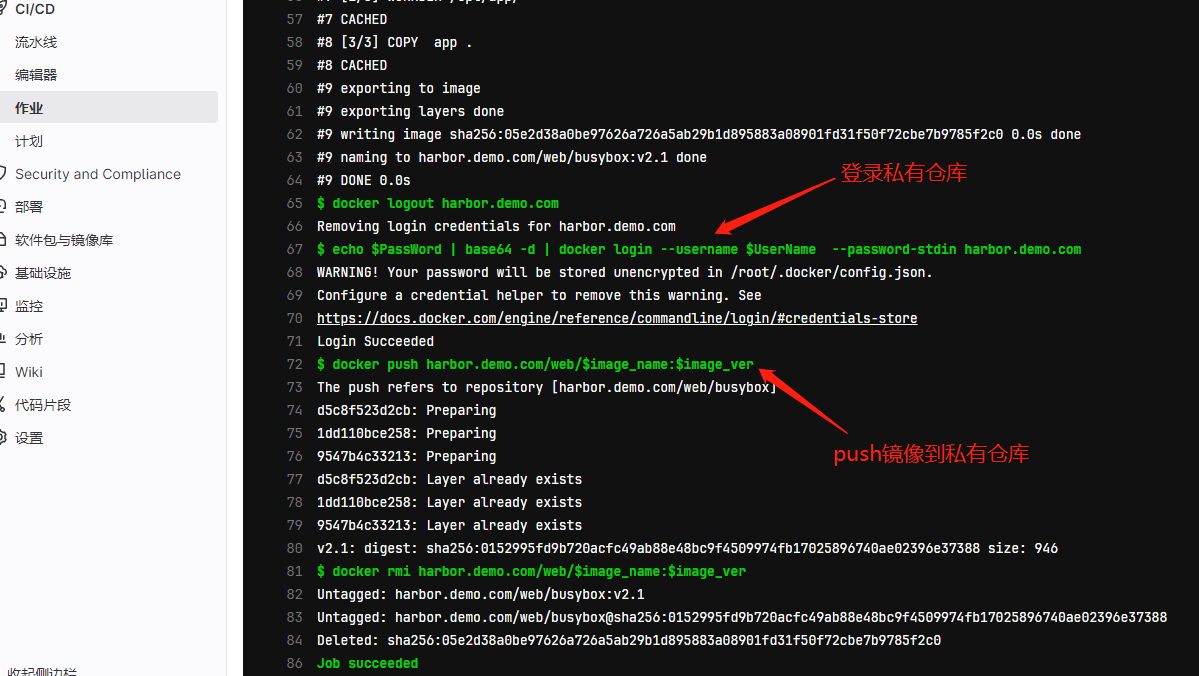 CI/CD
流水线
编辑器
作业
计划
Security and Compliance
部署
软件包与镜像库
基础设施
监控
分析
Wiki
代码片段
设置
收起侧边栏
57 #7 CACHED
58 #8 [3/3] COPY  app .
59 #8 CACHED
60 #9 exporting to image
61 #9 exporting layers done
62 #9 writing image sha256:05e2d38a0be97626a726a5ab29b1d895883a08901fd31f50f72cbe7b9785f2c0 0.0s done
63 #9 naming to harbor.demo.com/web/busybox:v2.1 done
64 #9 DONE 0.0s
65 $ docker logout harbor.demo.com
66 Removing login credentials for harbor.demo.com
67 $ echo $PassWord | base64 -d | docker login --username $UserName  --password-stdin harbor.demo.com
68 WARNING! Your password will be stored unencrypted in /root/.docker/config.json.
69 Configure a credential helper to remove this warning. See
70 https://docs.docker.com/engine/reference/commandline/login/#credentials-store
71 Login Succeeded
72 $ docker push harbor.demo.com/web/$image_name:$image_ver
73 The push refers to repository [harbor.demo.com/web/busybox]
74 d5c8f523d2cb: Preparing
75 1dd110bce258: Preparing
76 9547b4c33213: Preparing
77 d5c8f523d2cb: Layer already exists
78 1dd110bce258: Layer already exists
79 9547b4c33213: Layer already exists
80 v2.1: digest: sha256:0152995fd9b720acfc49ab88e48bc9f4509974fb17025896740ae02396e37388 size: 946
81 $ docker rmi harbor.demo.com/web/$image_name:$image_ver
82 Untagged: harbor.demo.com/web/busybox:v2.1
83 Untagged: harbor.demo.com/web/busybox@sha256:0152995fd9b720acfc49ab88e48bc9f4509974fb17025896740ae02396e37388
84 Deleted: sha256:05e2d38a0be97626a726a5ab29b1d895883a08901fd31f50f72cbe7b9785f2c0
86 Job succeeded
登录私有仓库
push镜像到私有仓库